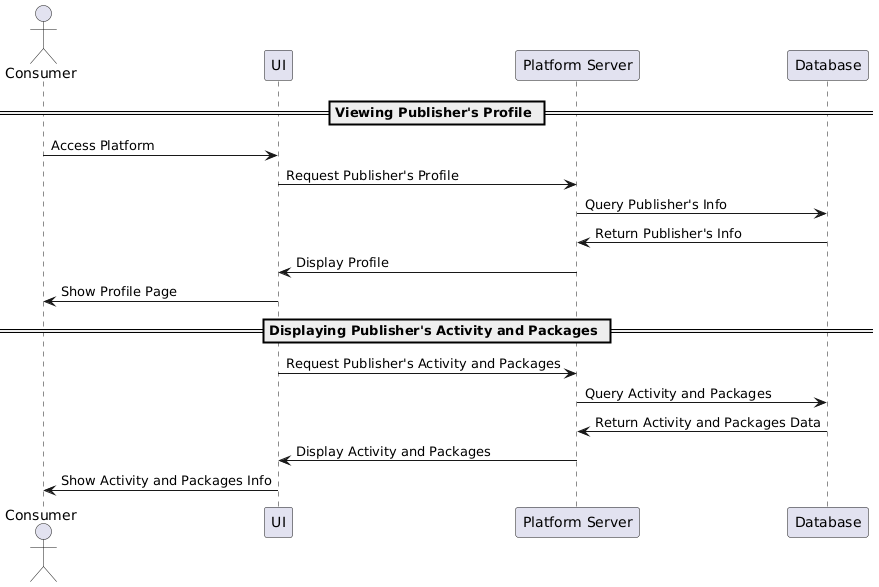 Consumer
UI
Platform Server
Database
Viewing Publisher's Profile
Access Platform
Request Publisher's Profile
Query Publisher's Info
Return Publisher's Info
Display Profile
Show Profile Page
Displaying Publisher's Activity and Packages
Request Publisher's Activity and Packages
Query Activity and Packages
Return Activity and Packages Data
Display Activity and Packages
Show Activity and Packages Info
Consumer
UI
Platform Server
Database